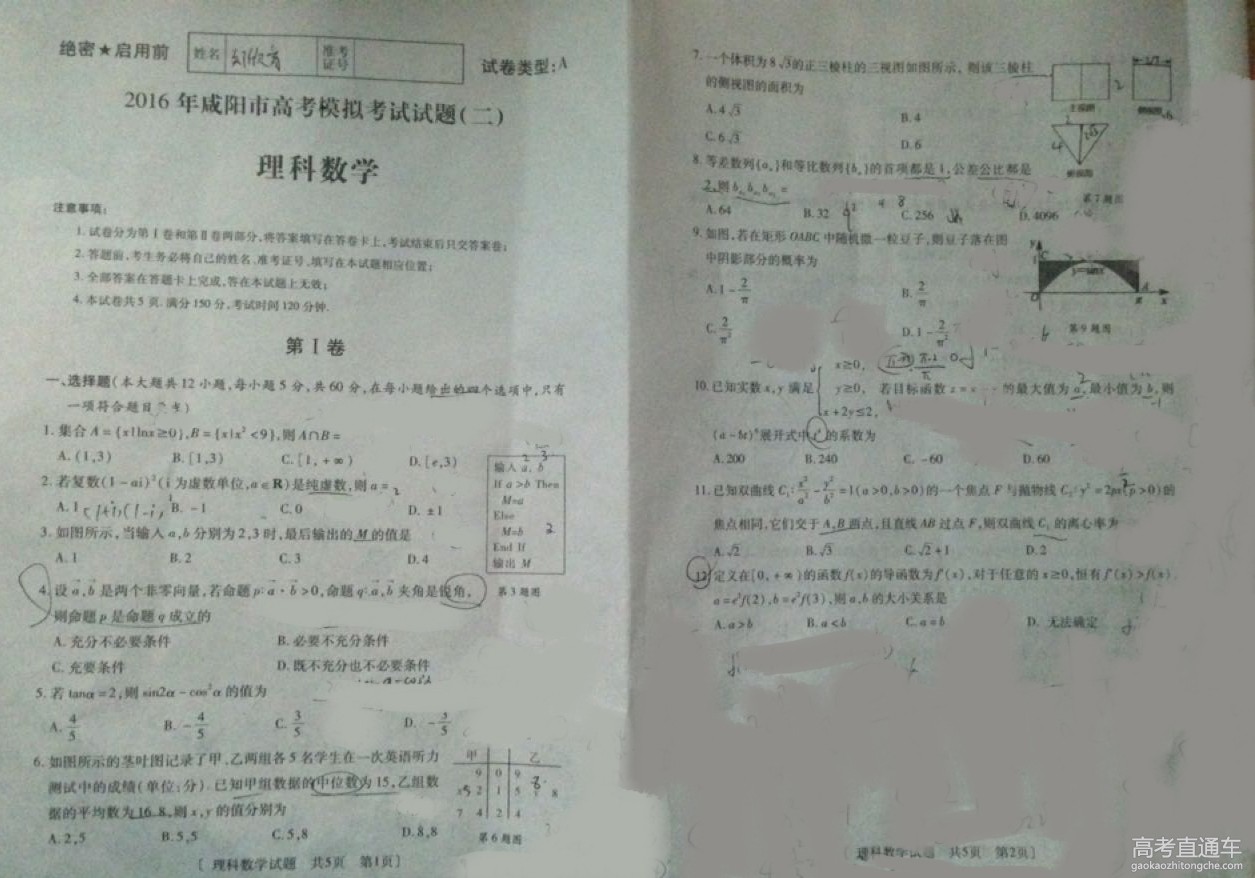 绝密★启用前
姓名
准考证号
试卷类型:A
2016年咸阳市高考模拟考试试题(二)
理科数学
注意事项:
1. 试卷分为第Ⅰ卷和第Ⅱ卷两部分,将答案填写在答卷卡上,考试结束后只交答案卷;
2. 答题前,考生务必将自己的姓名、准考证号,填写在本试题相应位置;
3. 全部答案在答题卡上完成,答在本试题上无效;
4. 本试卷共5页. 满分150分,考试时间120分钟.
第Ⅰ卷
一、选择题(本大题共12小题,每小题5分,共60分,在每小题给出的四个选项中,只有
一项符合题目
1. 集合A={x|lnx≥0},B={x|x²<9},则A∩B=
A. (1,3) B. [1,3) C. [1,+∞) D. [e,3)
2. 若复数(1-ai)²(i为虚数单位,a∈R)是纯虚数,则a=
A. 1 B. -1 C. 0 D. ±1
3. 如图所示,当输入a,b分别为2,3时,最后输出的M的值是
A. 1 B. 2 C. 3 D. 4
输入a, b
If a>b Then
M=a
Else
M=b
End If
输出M
第3题图
4. 设a,b是两个非零向量,若命题p:a·b>0,命题q:a,b夹角是锐角,
则命题p是命题q成立的
A. 充分不必要条件 B. 必要不充分条件
C. 充要条件 D. 既不充分也不必要条件
5. 若tanα=2,则sin2α-cos²α的值为
A. 4/5 B. -4/5 C. 3/5 D. -3/5
6. 如图所示的茎叶图记录了甲、乙两组各5名学生在一次英语听力
测试中的成绩(单位:分). 已知甲组数据的中位数为15,乙组数
据的平均数为16.8,则x,y的值分别为
A. 2,5 B. 5,5 C. 5,8 D. 8,8
甲 乙
9 0 9
x 2 1 5 y 8
7 4 2 4
第6题图
[ 理科数学试题 共5页 第1页]
7. 一个体积为8√3的正三棱柱的三视图如图所示, 则该三棱柱
的侧视图的面积为
A. 4√3 B. 4
C. 6√3 D. 6
主视图
第7题图
8. 等差数列{aₙ}和等比数列{bₙ}的首项都是1,公差公比都是
2,则
A. 64 B. 32 C. 256 D. 4096
9. 如图,若在矩形OABC中随机撒一粒豆子,则豆子落在图
中阴影部分的概率为
A. 1-2/π B. 2/π
C. 2/π² D. 1-2/π²
第9题图
10. 已知实数x,y满足 x≥0, y≥0, x+2y≤2, 若目标函数z=x 的最大值为a,最小值为b,则
展开式中 的系数为
A. 200 B. 240 C. -60 D. 60
11. 已知双曲线C₁:x²/a²-y²/b²=1(a>0,b>0)的一个焦点F与抛物线C₂:y²=2px(p>0)的
焦点相同,它们交于A,B两点,且直线AB过点F,则双曲线C₁的离心率为
A. √2 B. √3 C. √2+1 D. 2
12. 定义在[0,+∞)的函数f(x)的导函数为f'(x),对于任意的x≥0,恒有f'(x)>f(x).
a=e³f(2),b=e²f(3),则a,b的大小关系是
A. a>b B. a<b C. a=b D. 无法确定
[ 理科数学试题 共5页 第2页]
高考直通车
gaokaozhitongche.com